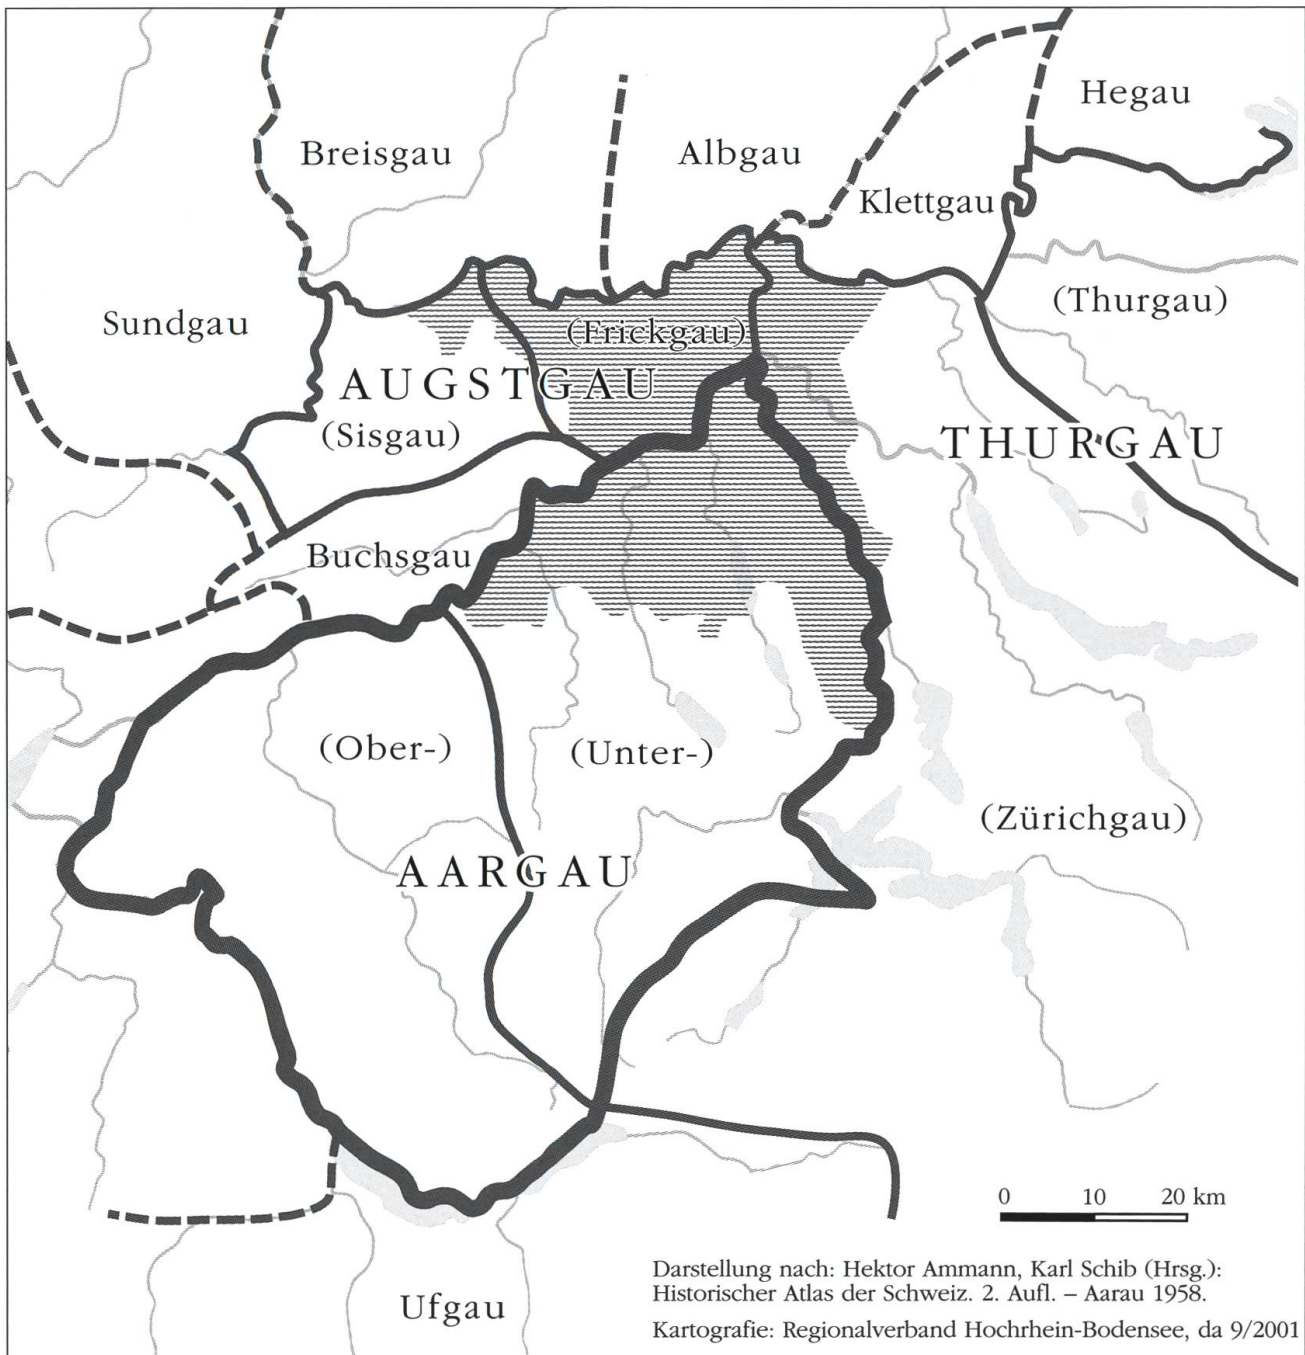 Hegau
Breisgau
Albgau
Klettgau
(Thurgau)
Sundgau
(Frickgau)
AUGSTGAU
(Sisgau)
THURGAU
Buchsgau
(Ober-)
(Unter-)
(Zürichgau)
AARGAU
0 10 20 km
Darstellung nach: Hektor Ammann, Karl Schib (Hrsg.):
Historischer Atlas der Schweiz. 2. Aufl. – Aarau 1958.
Ufgau
Kartografie: Regionalverband Hochrhein-Bodensee, da 9/2001